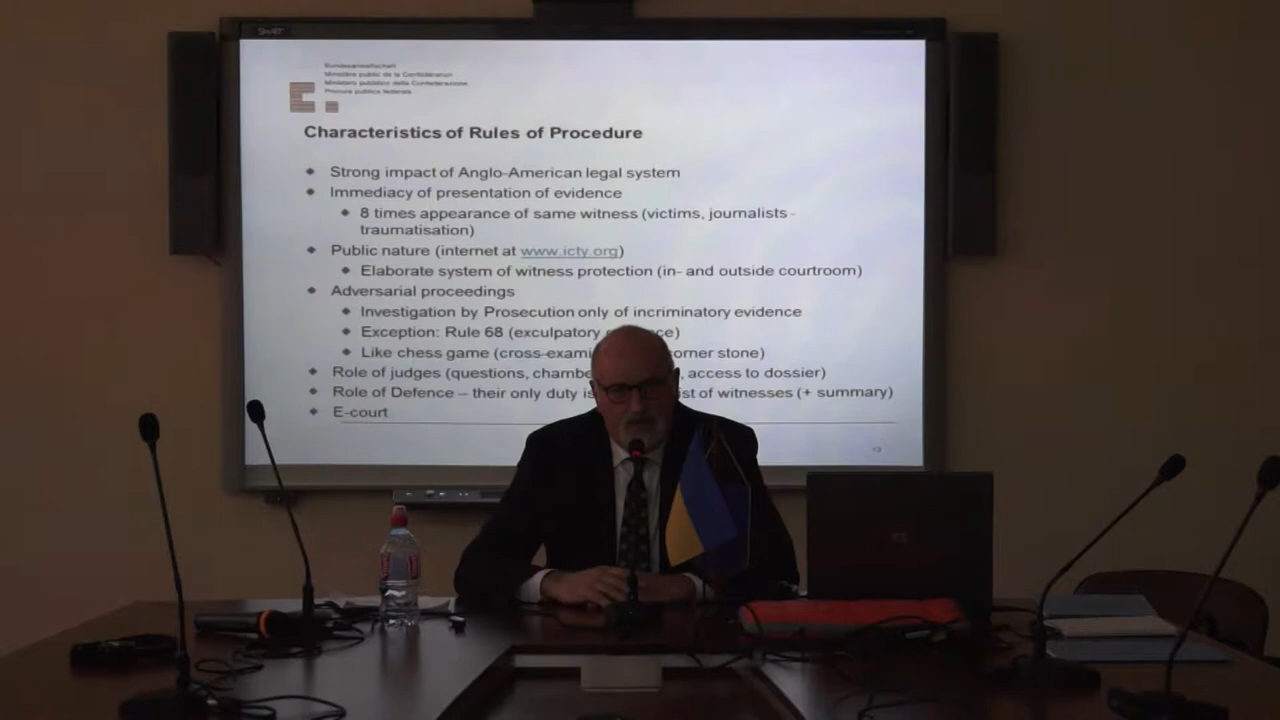 SMART
Bundesanwaltschaft
Ministère public de la Confédération
Ministero pubblico della Confederazione
Procura publica federala
Characteristics of Rules of Procedure
Strong impact of Anglo-American legal system
Immediacy of presentation of evidence
8 times appearance of same witness (victims, journalists -
traumatisation)
Public nature (internet at www.icty.org)
Elaborate system of witness protection (in- and outside courtroom)
Adversarial proceedings
Investigation by Prosecution only of incriminatory evidence
Exception: Rule 68 (exculpatory
Like chess game (corner stone)
Role of judges (questions, access to dossier)
Role of Defence – their only duty is of witnesses (+ summary)
E-court
13